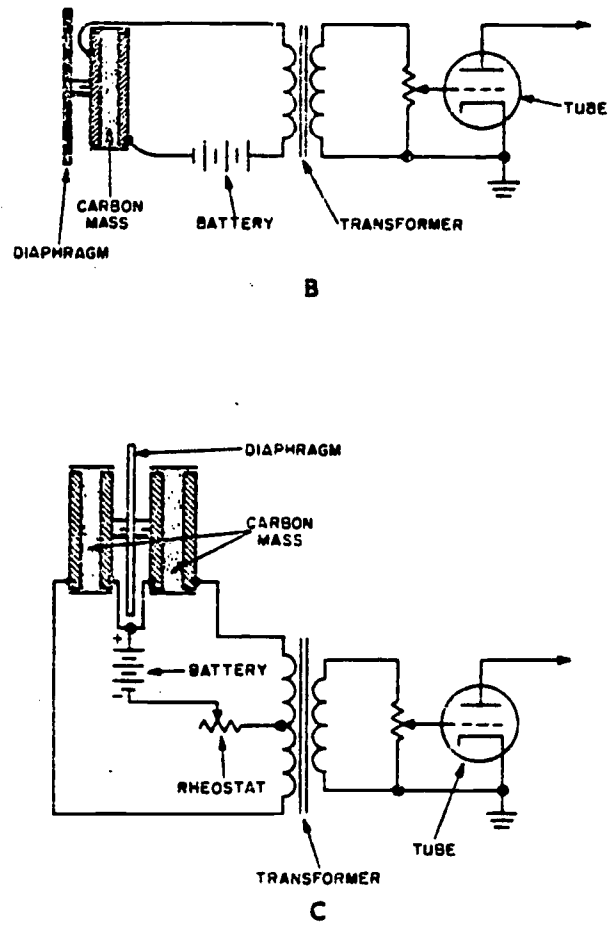 TUBE
CARBON
MASS
BATTERY
TRANSFORMER
DIAPHRAGM
B
DIAPHRAGM
CARBON
MASS
+
BATTERY
-
RHEOSTAT
TUBE
TRANSFORMER
C